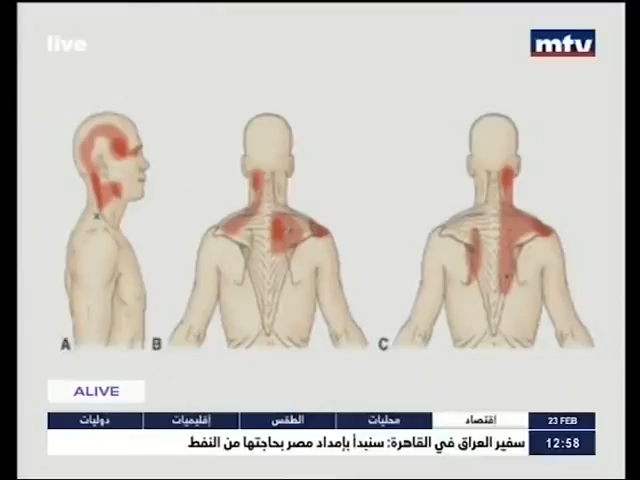 live
mtv
A
B
C
ALIVE
دوليات
إقليميات
الطقس
محليات
إقتصاد
23 FEB
سفير العراق في القاهرة: سنبدأ بإمداد مصر بحاجتها من النفط
12:58